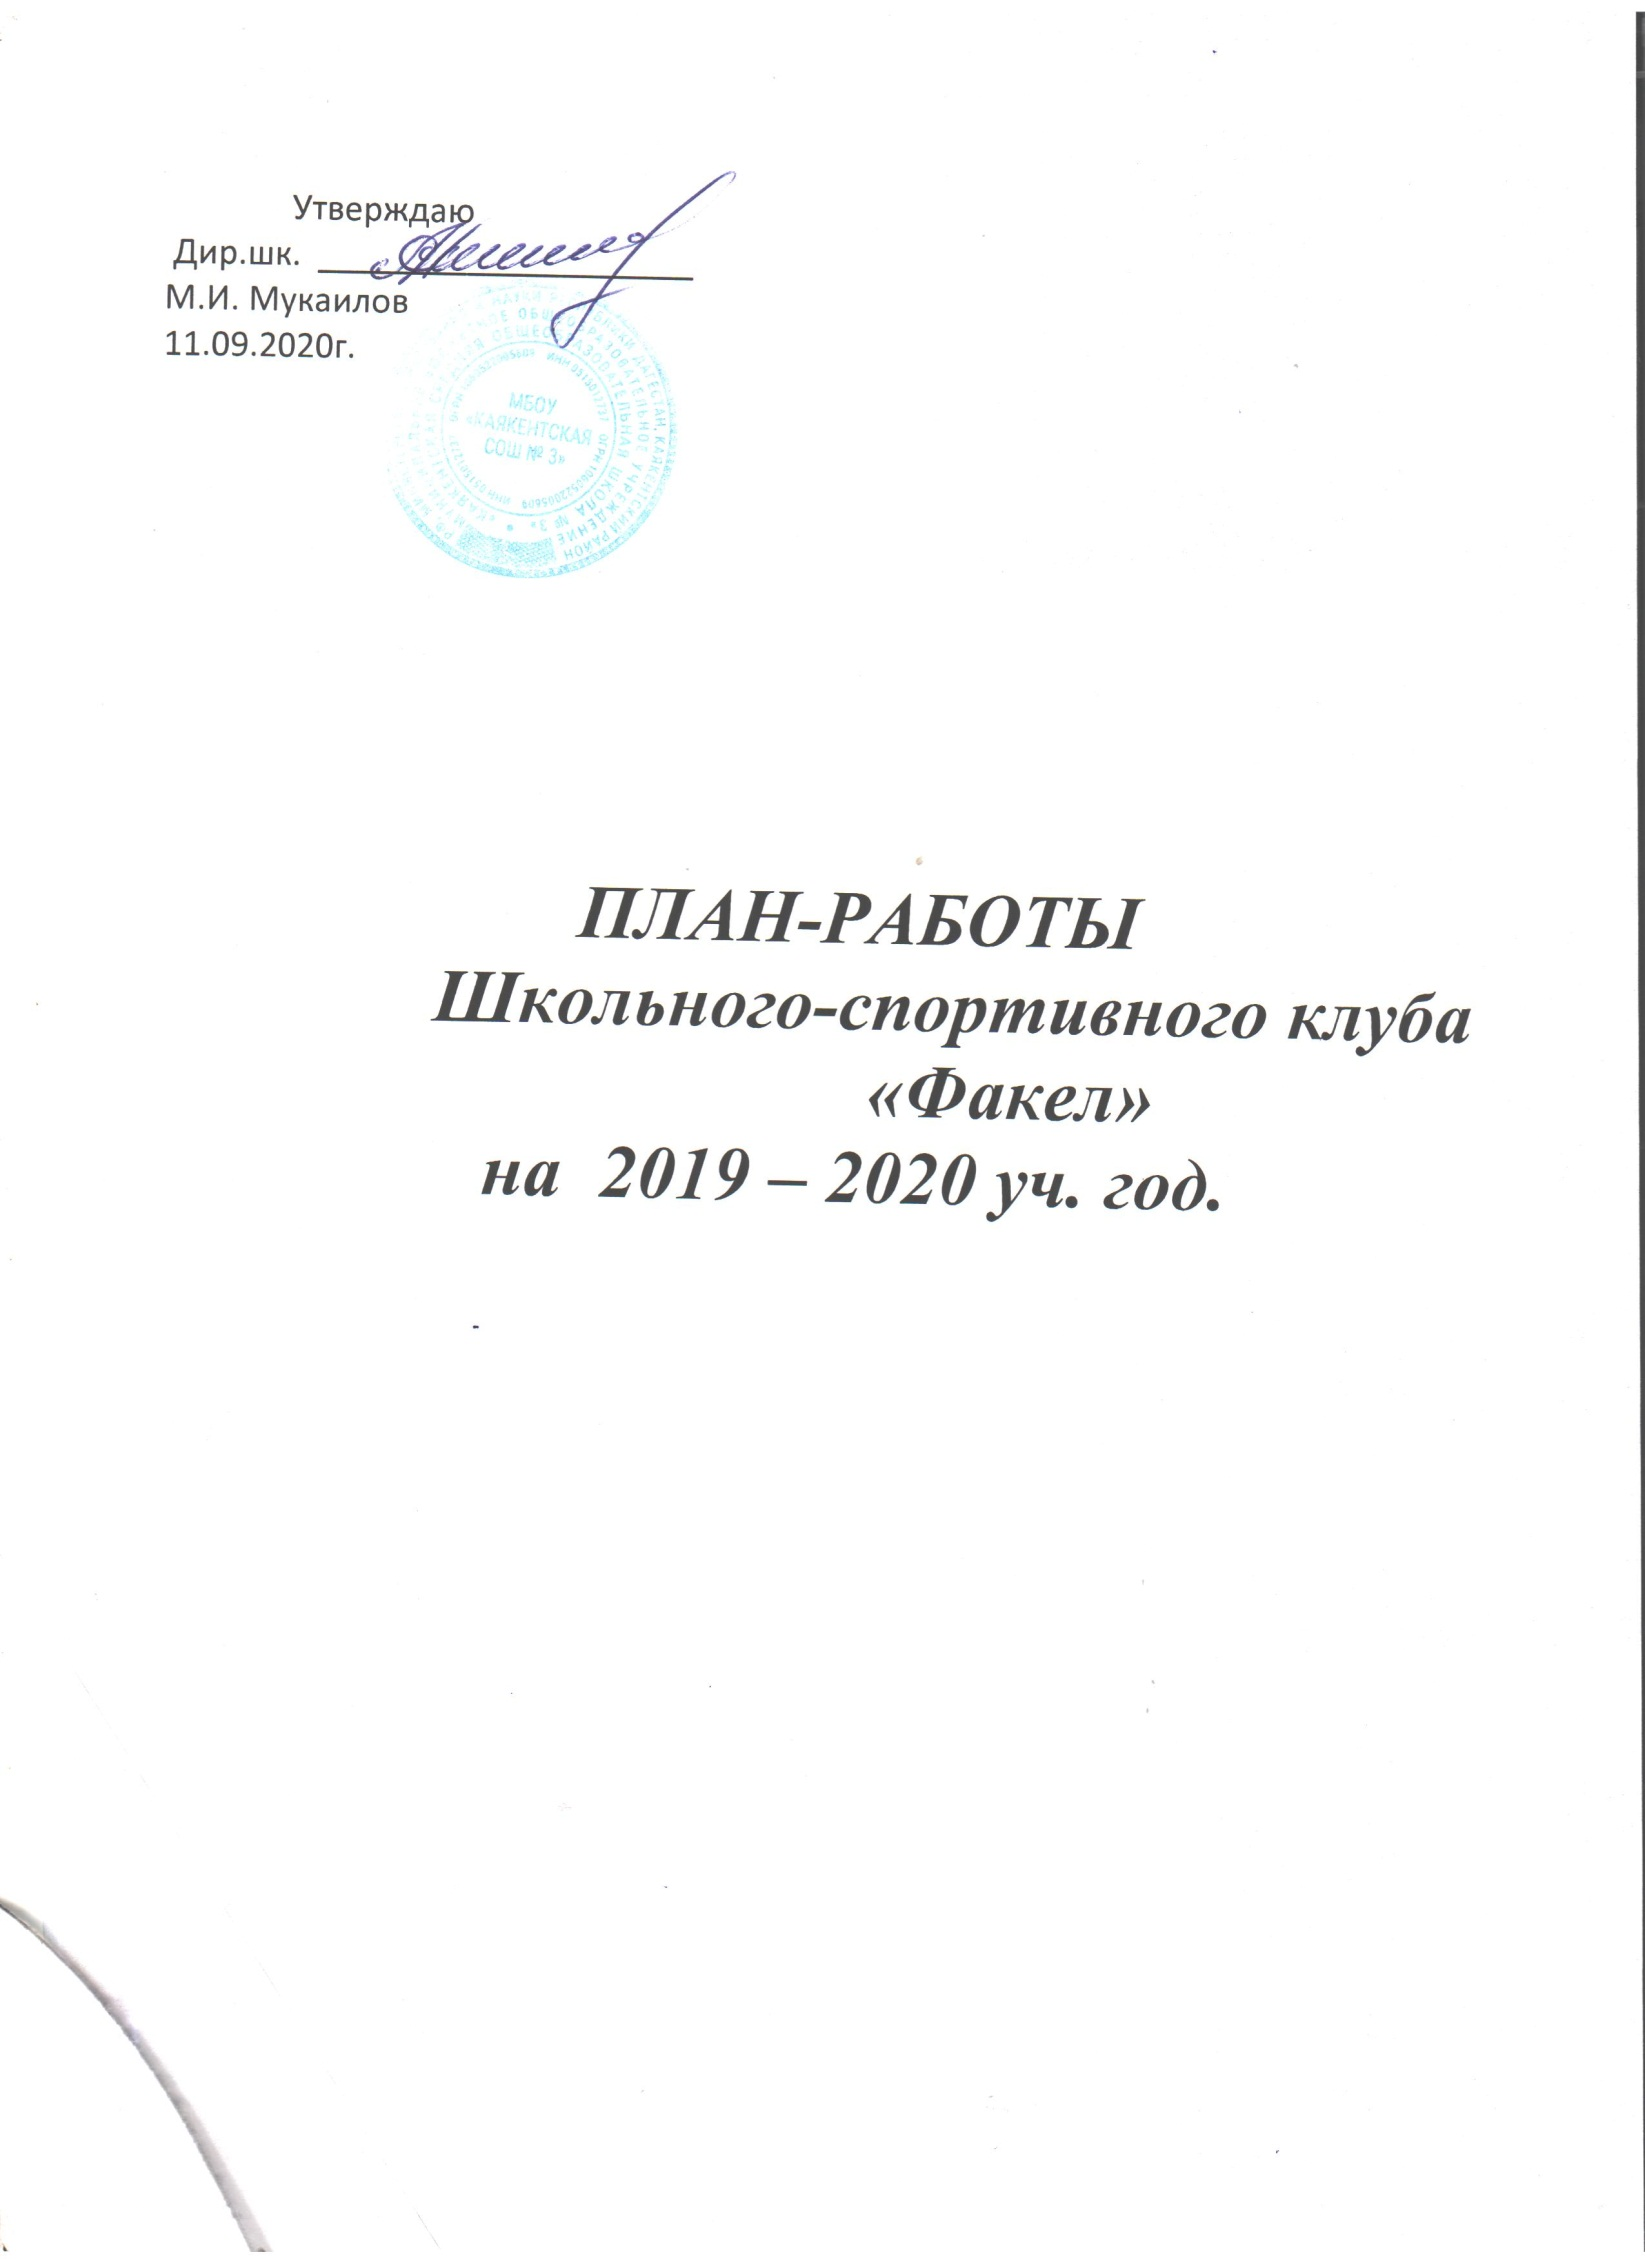 Утверждаю
Дир.шк.
М.И. Мукаилов
11.09.2020г.
МБОУ
«КАЯКЕНТСКАЯ
СОШ № 3»
ПЛАН-РАБОТЫ
Школьного-спортивного клуба
«Факел»
на 2019 – 2020 уч. год.